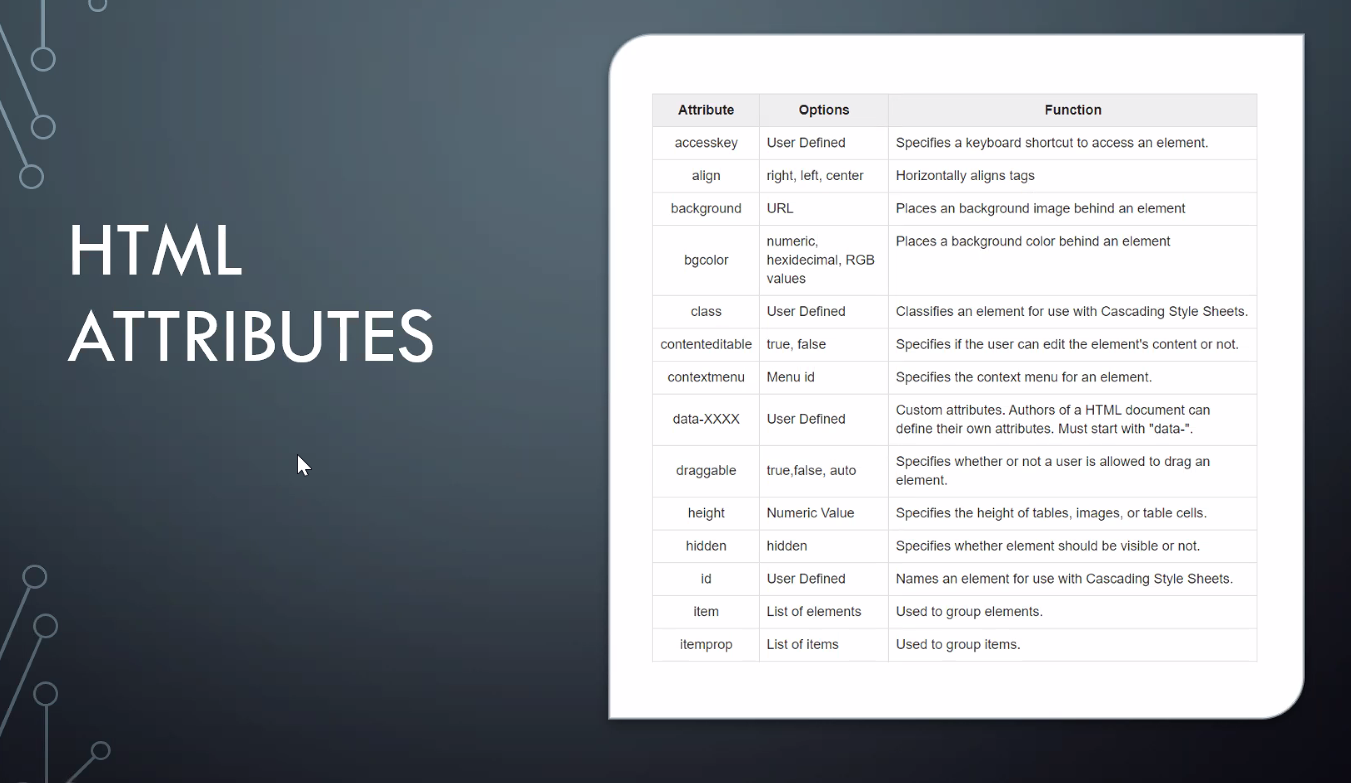 HTML
ATTRIBUTES
Attribute Options Function
accesskey User Defined Specifies a keyboard shortcut to access an element.
align right, left, center Horizontally aligns tags
background URL Places an background image behind an element
bgcolor numeric, hexidecimal, RGB values Places a background color behind an element
class User Defined Classifies an element for use with Cascading Style Sheets.
contenteditable true, false Specifies if the user can edit the element's content or not.
contextmenu Menu id Specifies the context menu for an element.
data-XXXX User Defined Custom attributes. Authors of a HTML document can
define their own attributes. Must start with "data-".
draggable true,false, auto Specifies whether or not a user is allowed to drag an
element.
height Numeric Value Specifies the height of tables, images, or table cells.
hidden hidden Specifies whether element should be visible or not.
id User Defined Names an element for use with Cascading Style Sheets.
item List of elements Used to group elements.
itemprop List of items Used to group items.